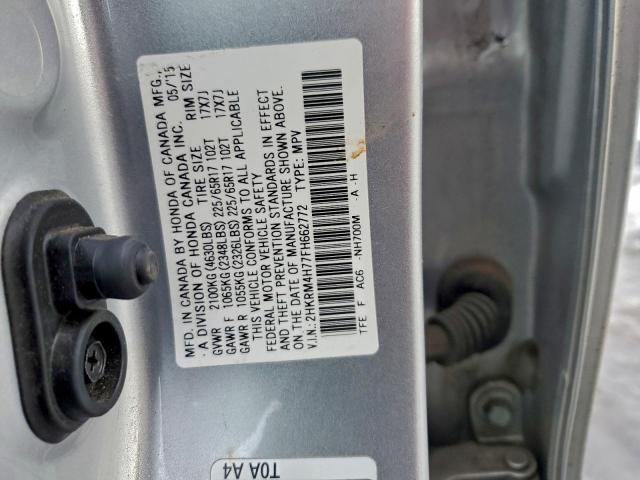 MFD. IN CANADA BY HONDA OF CANADA MFG.,
A DIVISION OF HONDA CANADA INC. 05/'15
TIRE SIZE RIM SIZE
GVWR 2100KG(4630LBS)
GAWR F 1065KG(2348LBS) 225/65R17 102T 17X7J
GAWR R 1055KG(2326LBS) 225/65R17 102T 17X7J
THIS VEHICLE CONFORMS TO ALL APPLICABLE
FEDERAL MOTOR VEHICLE SAFETY
AND THEFT PREVENTION STANDARDS IN EFFECT
ON THE DATE OF MANUFACTURE SHOWN ABOVE.
V.I.N.: 2HKRM4H77FH662772 TYPE: MPV
TFE F AC6 -NH700M -A -H
T0A A4